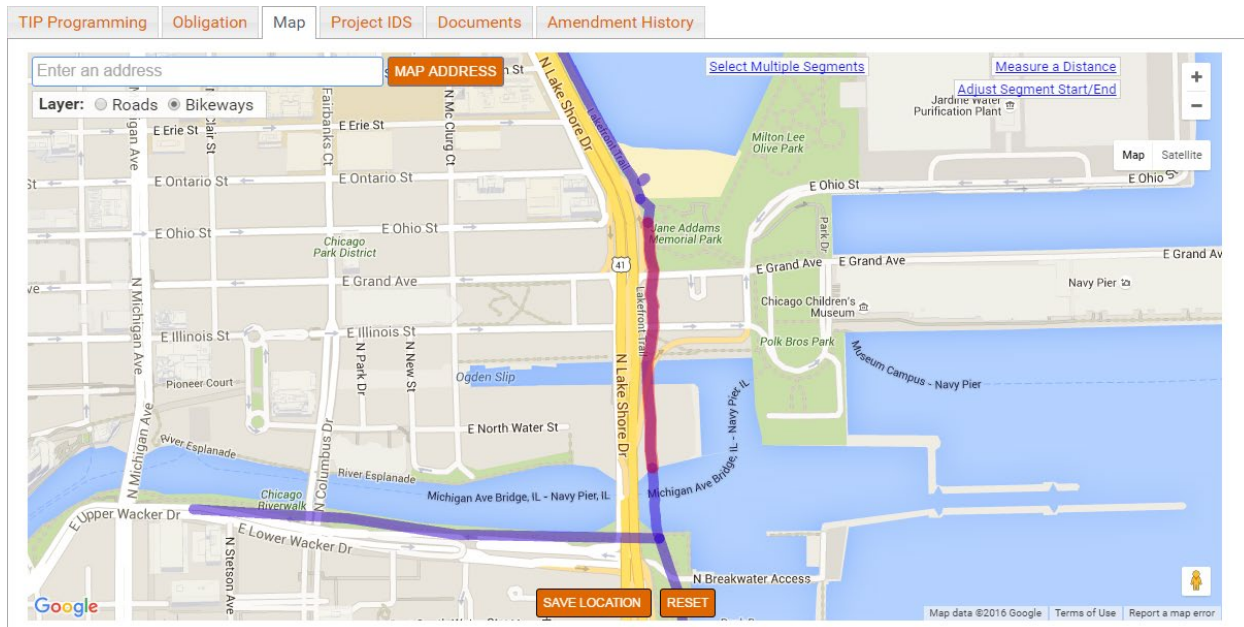 TIP Programming
Obligation
Map
Project IDS
Documents
Amendment History
Enter an address
MAP ADDRESS
Select Multiple Segments
Measure a Distance
Adjust Segment Start/End
Layer: Roads Bikeways
Map Satellite
N Lake Shore Dr
Lakefront Trail
Jardine Water
Purification Plant
Milton Lee
Olive Park
Fairbanks Ct
N Mc Clurg Ct
E Erie St
E Erie St
E Ontario St
E Ontario St
E Ohio St
E Ohio St
E Ohio St
E Ohio St
Chicago
Park District
Jane Addams
Memorial Park
Park Dr
41
E Grand Ave
E Grand Ave
E Grand Ave
E Grand Av
Navy Pier
Chicago Children's
Museum
N Michigan Ave
E Illinois St
E Illinois St
Lakefront Trail
Polk Bros Park
Museum Campus - Navy Pier
N Park Dr
N New St
Pioneer Court
Ogden Slip
N Lake Shore Dr
N Michigan Ave
N Columbus Dr
E North Water St
River Esplanade
River Esplanade
Chicago
Riverwalk
Michigan Ave Bridge, IL - Navy Pier, IL
Michigan Ave Bridge, IL - Navy Pier, IL
E Upper Wacker Dr
E Lower Wacker Dr
N Stetson Ave
N Breakwater Access
SAVE LOCATION
RESET
Google
Map data ©2016 Google
Terms of Use
Report a map error